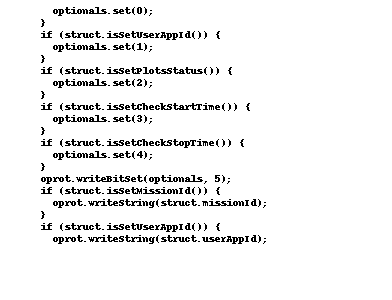 optionals.set(0);
}
if (struct.isSetUserAppId()) {
optionals.set(1);
}
if (struct.isSetPlotsStatus()) {
optionals.set(2);
}
if (struct.isSetCheckStartTime()) {
optionals.set(3);
}
if (struct.isSetCheckStopTime()) {
optionals.set(4);
}
oprot.writeBitSet(optionals, 5);
if (struct.isSetMissionId()) {
oprot.writeString(struct.missionId);
}
if (struct.isSetUserAppId()) {
oprot.writeString(struct.userAppId);